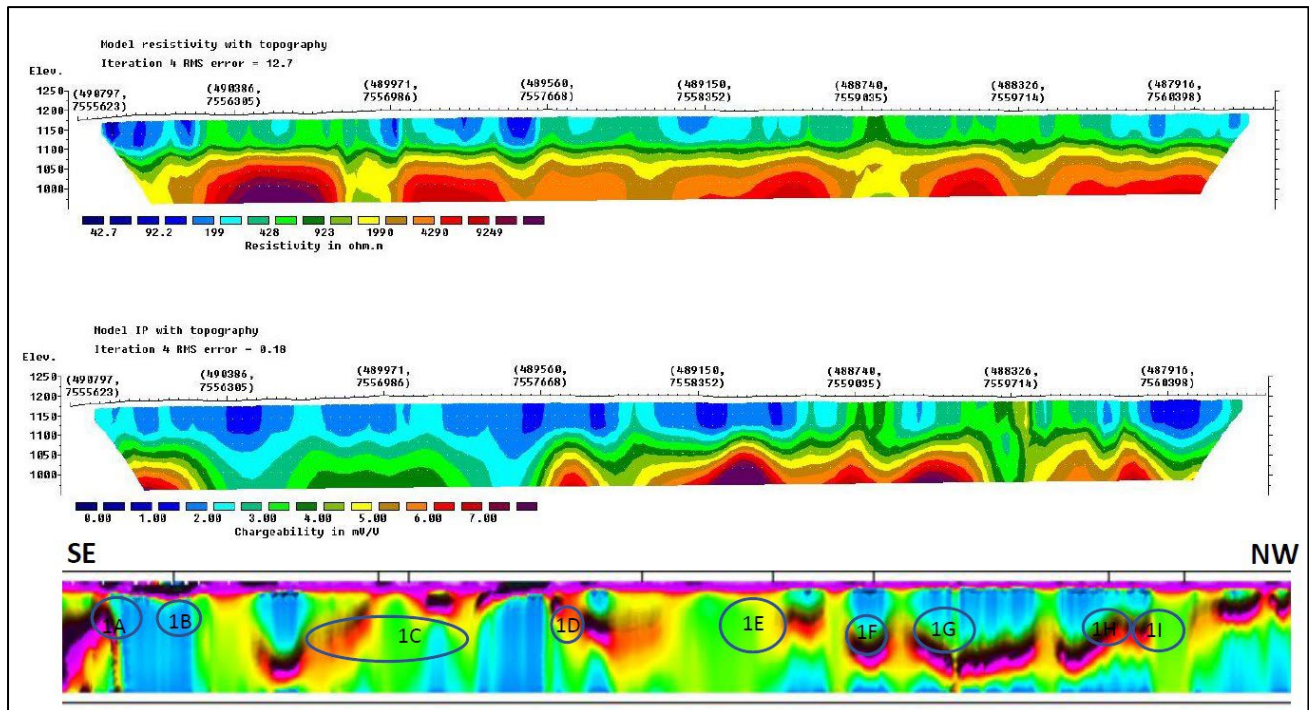 Model resistivity with topography
Iteration 4 RMS error = 12.7
Elev.
(490797, 7555623)
(490386, 7556305)
(489971, 7556986)
(489560, 7557668)
(489150, 7558352)
(488740, 7559035)
(488326, 7559714)
(487916, 7560398)
1250
1200
1150
1100
1050
1000
42.7 92.2 199 428 923 1990 4290 9249
Resistivity in ohm.m
Model IP with topography
Iteration 4 RMS error - 0.18
Elev.
(490797, 7555623)
(490386, 7556305)
(489971, 7556986)
(489560, 7557668)
(489150, 7558352)
(488740, 7559035)
(488326, 7559714)
(487916, 7560398)
1250
1200
1150
1100
1050
1000
0.00 1.00 2.00 3.00 4.00 5.00 6.00 7.00
Chargeability in mV/V
SE NW
1A 1B 1C 1D 1E 1F 1G 1H 1I